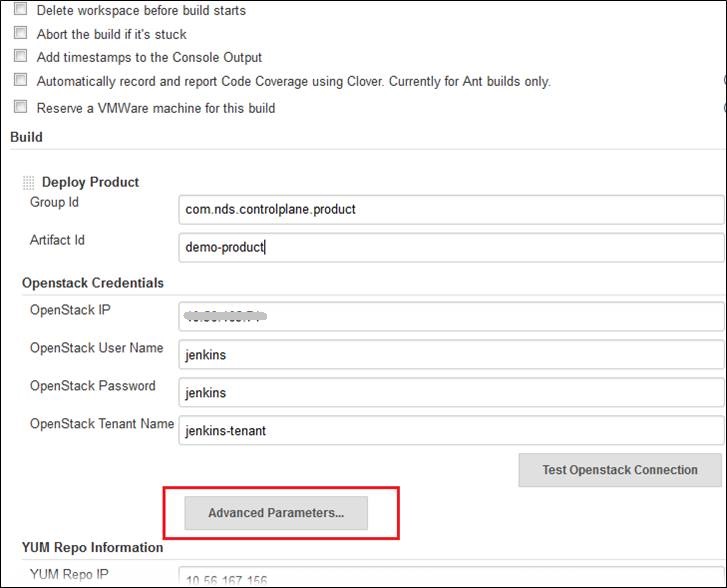 Delete workspace before build starts
Abort the build if it's stuck
Add timestamps to the Console Output
Automatically record and report Code Coverage using Clover. Currently for Ant builds only.
Reserve a VMWare machine for this build
Build
Deploy Product
Group Id com.nds.controlplane.product
Artifact Id demo-product
Openstack Credentials
OpenStack IP
OpenStack User Name jenkins
OpenStack Password jenkins
OpenStack Tenant Name jenkins-tenant
Test Openstack Connection
Advanced Parameters...
YUM Repo Information
YUM Repo IP 10.56.167.156